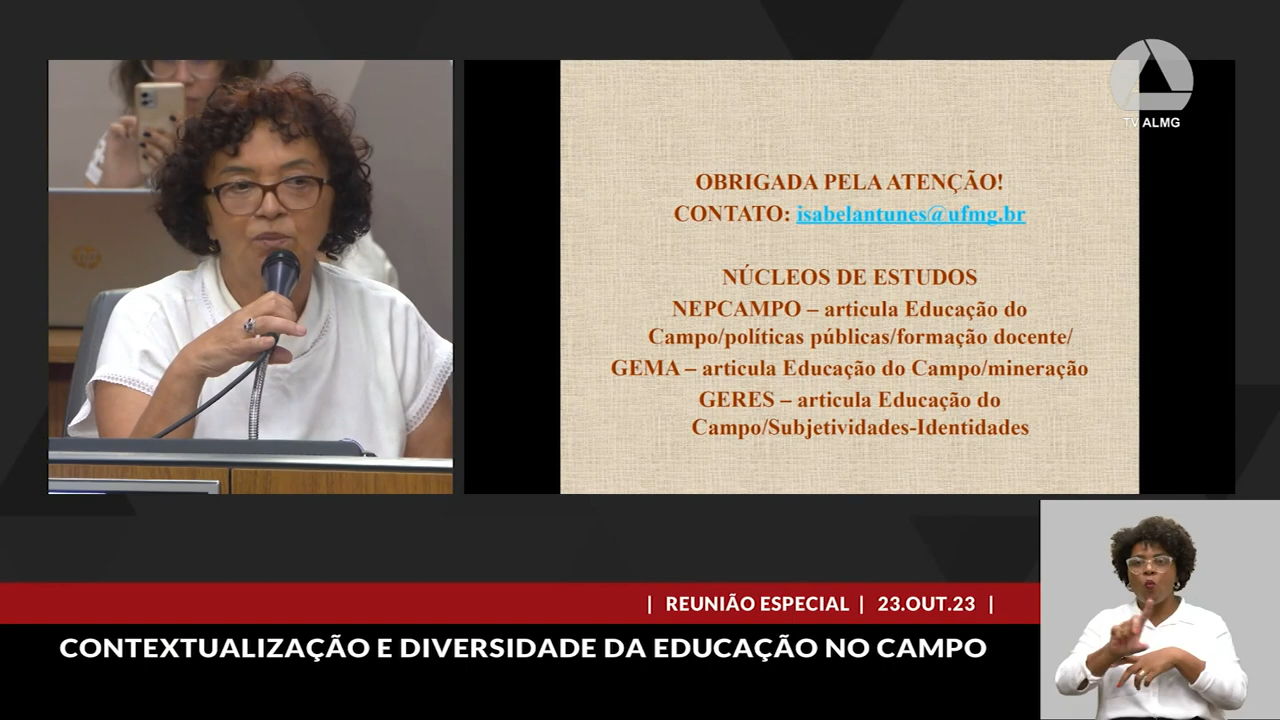 TV ALMG
OBRIGADA PELA ATENÇÃO!
CONTATO: isabelantunes@ufmg.br
NÚCLEOS DE ESTUDOS
NEPCAMPO – articula Educação do
Campo/políticas públicas/formação docente/
GEMA – articula Educação do Campo/mineração
GERES – articula Educação do
Campo/Subjetividades-Identidades
| REUNIÃO ESPECIAL | 23.OUT.23 |
CONTEXTUALIZAÇÃO E DIVERSIDADE DA EDUCAÇÃO NO CAMPO